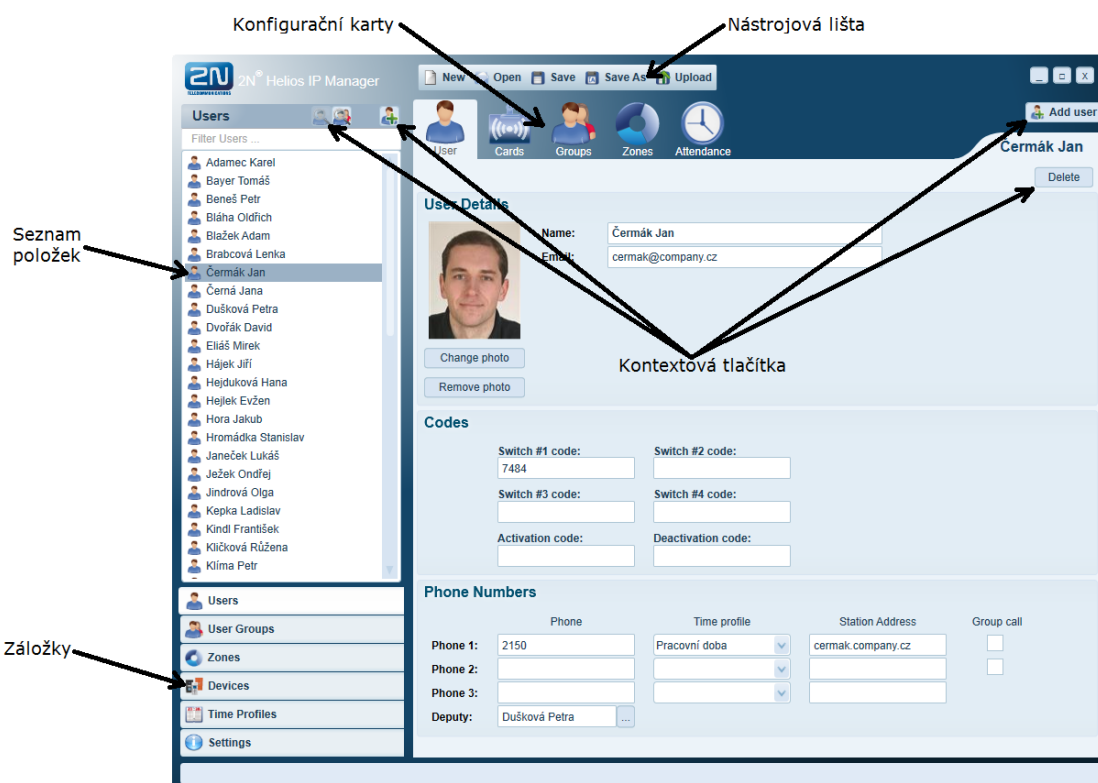 Konfigurační karty
Nástrojová lišta
2N
TELECOMMUNICATIONS
2N® Helios IP Manager
New Open Save Save As Upload
Users
Filter Users ...
Add user
User Cards Groups Zones Attendance
Čermák Jan
Delete
Seznam
položek
Adamec Karel
Bayer Tomáš
Beneš Petr
Bláha Oldřich
Blažek Adam
Brabcová Lenka
Čermák Jan
Černá Jana
Dušková Petra
Dvořák David
Eliáš Mirek
Hájek Jiří
Hejduková Hana
Hejlek Evžen
Hora Jakub
Hromádka Stanislav
Janeček Lukáš
Ježek Ondřej
Jindrová Olga
Kepka Ladislav
Kindl František
Kličková Růžena
Klíma Petr
Záložky
Users
User Groups
Zones
Devices
Time Profiles
Settings
User Details
Name: Čermák Jan
Email: cermak@company.cz
Change photo
Remove photo
Kontextová tlačítka
Codes
Switch #1 code: Switch #2 code:
7484
Switch #3 code: Switch #4 code:
Activation code: Deactivation code:
Phone Numbers
Phone Time profile Station Address Group call
Phone 1: 2150 Pracovní doba cermak.company.cz
Phone 2:
Phone 3:
Deputy: Dušková Petra ...